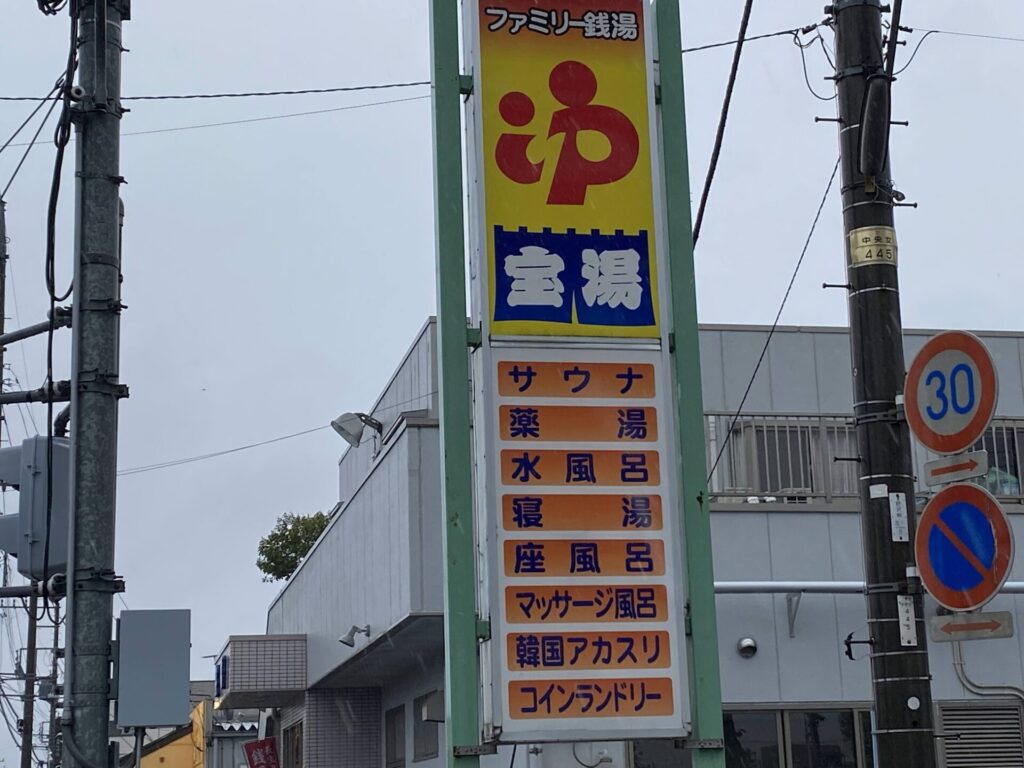 ファミリー銭湯
宝湯
サウナ
薬湯
水風呂
寝湯
座風呂
マッサージ風呂
韓国アカスリ
コインランドリー
中央女
445
30
銭